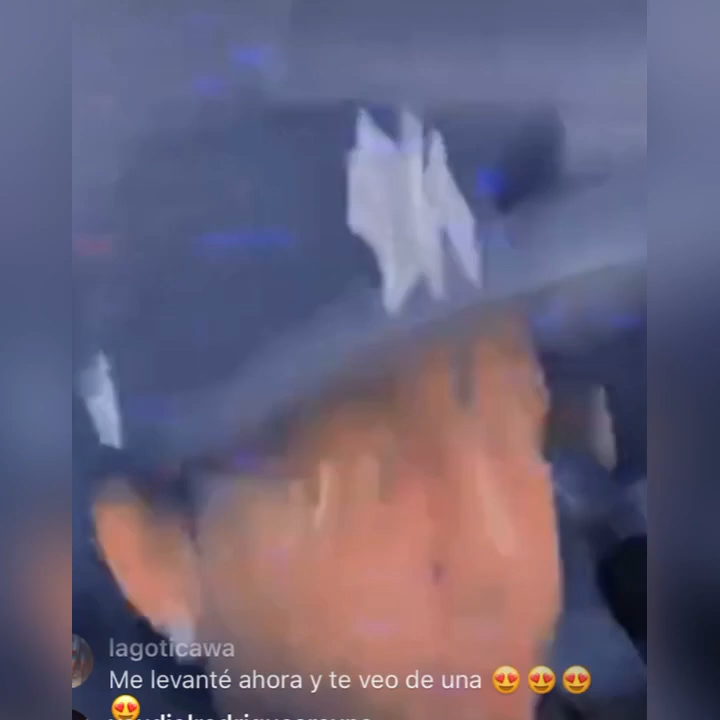 lagoticawa
Me levanté ahora y te veo de una 😍😍😍
😍